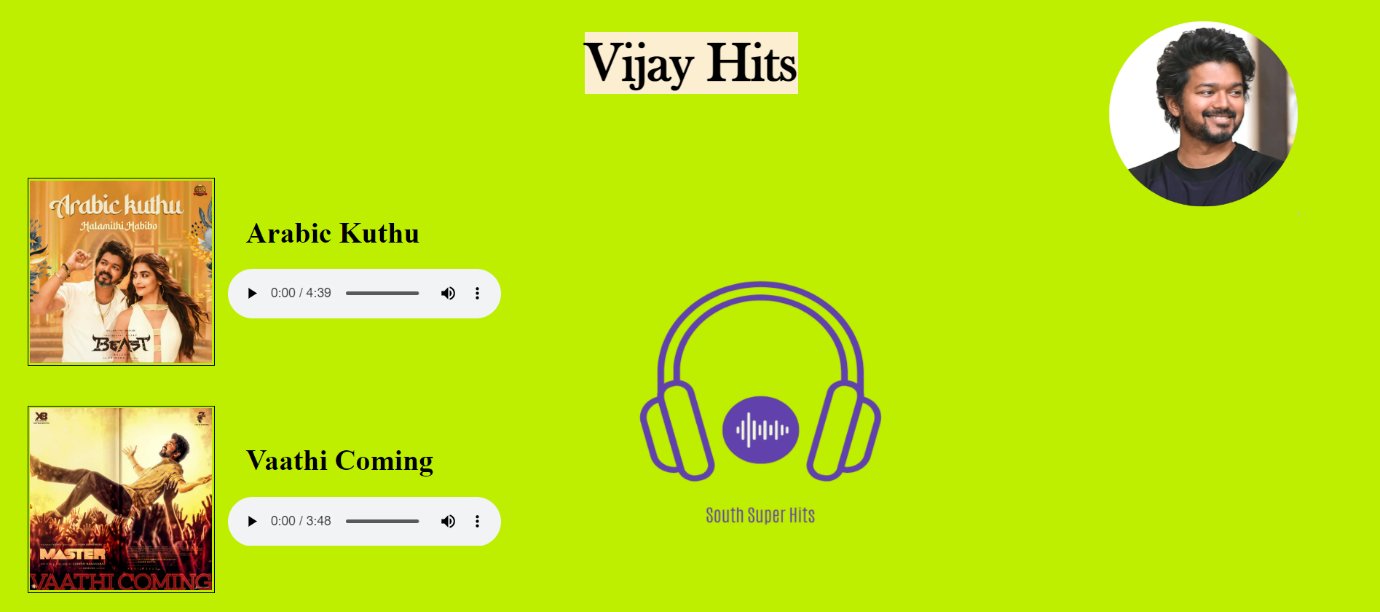 Vijay Hits
Arabic kuthu
Halamithi Habibo
BEAST
Arabic Kuthu
0:00 / 4:39
MASTER
VAATHI COMING
Vaathi Coming
0:00 / 3:48
South Super Hits